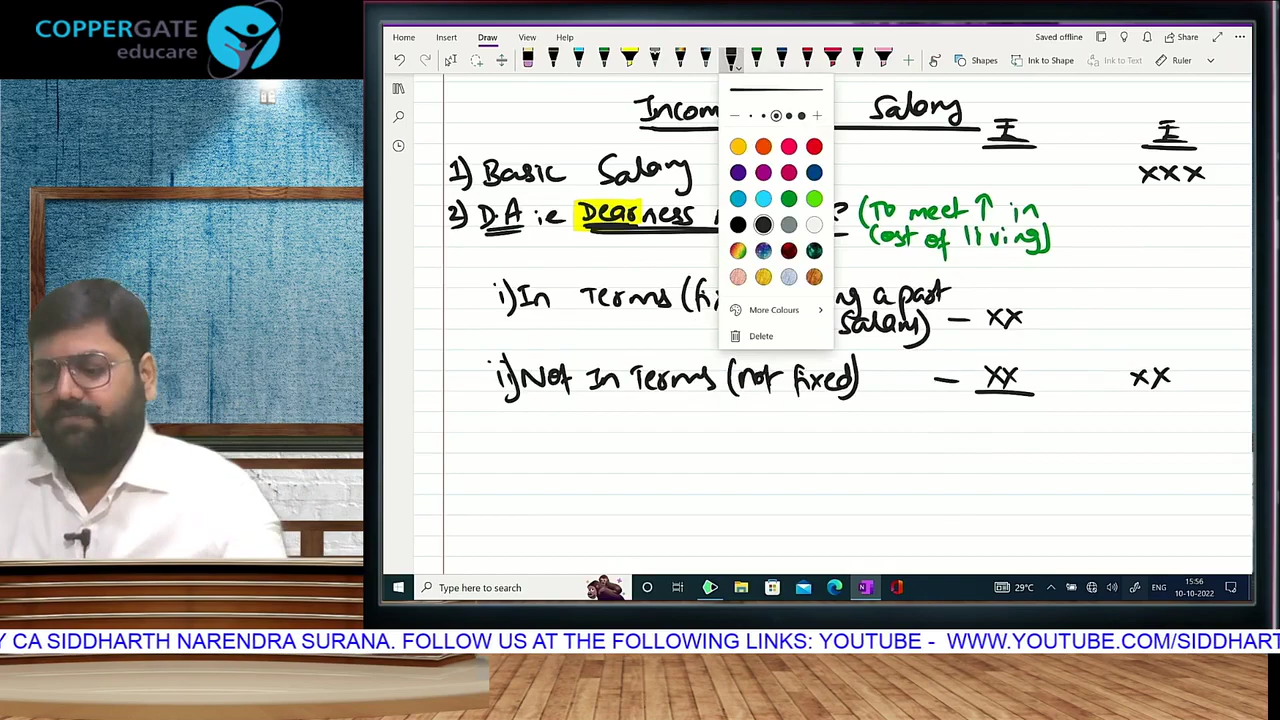 COPPERGATE
educare
Home Insert Draw View Help
Saved offline Share
Shapes Ink to Shape Ink to Text Ruler
Incom Salary
₹ ₹
1) Basic Salary XXX
2) D.A ie Dearness ? (To meet ↑ in
Cost of living)
i) In Terms (fi g a part
Salary) – XX
ii) Not In Terms (not fixed) – XX XX
More Colours
Delete
Type here to search
29°C ENG 15:56
10-10-2022
Y CA SIDDHARTH NARENDRA SURANA. FOLLOW US AT THE FOLLOWING LINKS: YOUTUBE - WWW.YOUTUBE.COM/SIDDHART